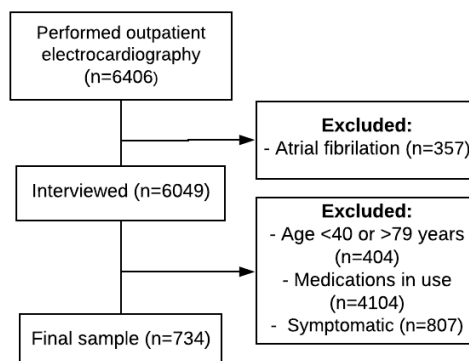 Performed outpatient
electrocardiography
(n=6406)
Excluded:
- Atrial fibrilation (n=357)
Interviewed (n=6049)
Excluded:
- Age <40 or >79 years
(n=404)
- Medications in use
(n=4104)
- Symptomatic (n=807)
Final sample (n=734)